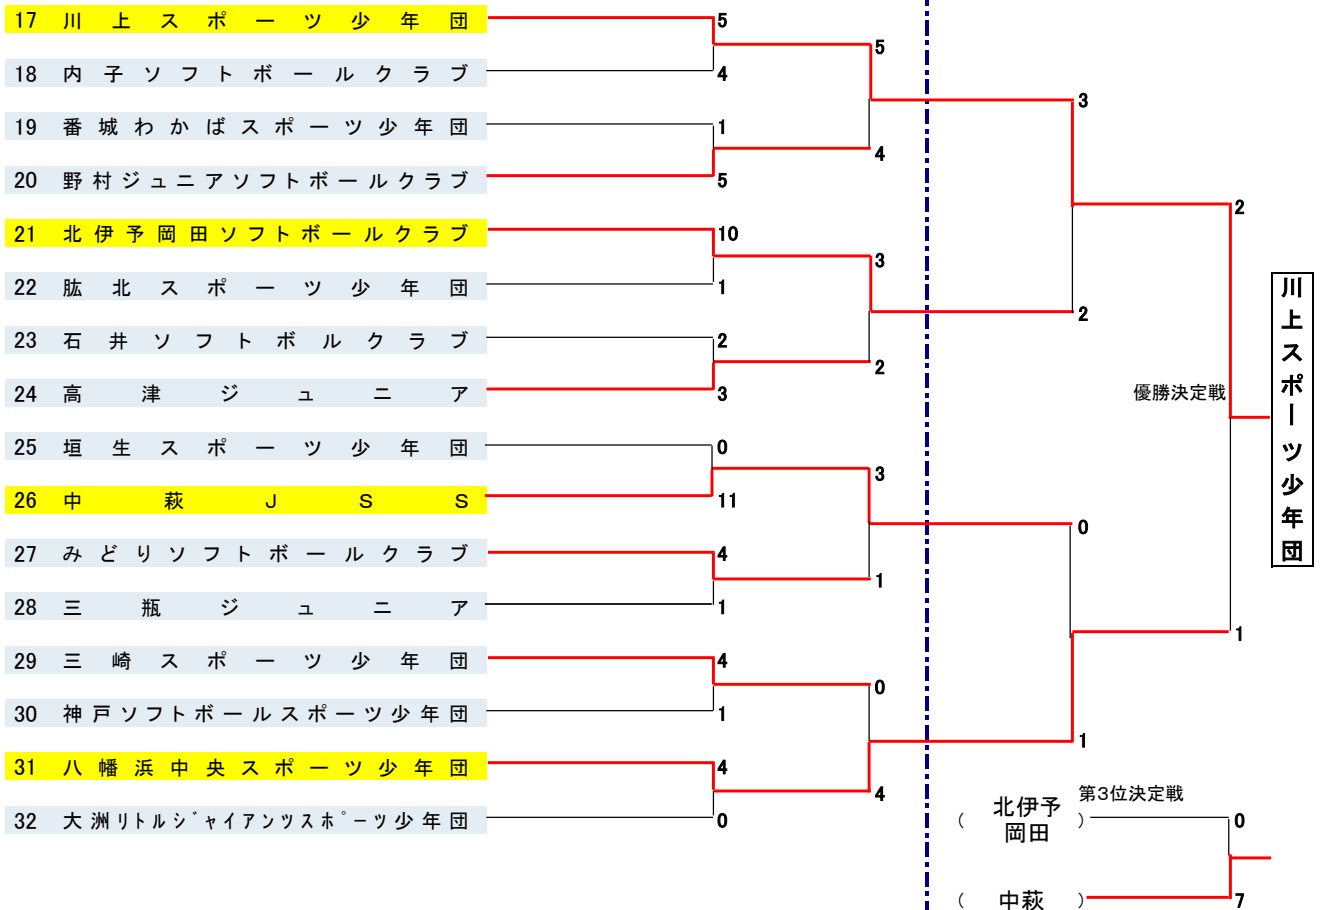 17 川上スポーツ少年団 5
5
18 内子ソフトボールクラブ 4
3
19 番城わかばスポーツ少年団 1
4
20 野村ジュニアソフトボールクラブ 5
2
21 北伊予岡田ソフトボールクラブ 10
3
22 肱北スポーツ少年団 1
2
23 石井ソフトボルクラブ 2
2
24 高津ジュニア 3
優勝決定戦
川上スポーツ少年団
25 垣生スポーツ少年団 0
3
26 中萩JSS 11
0
27 みどりソフトボールクラブ 4
1
28 三瓶ジュニア 1
1
29 三崎スポーツ少年団 4
0
30 神戸ソフトボールスポーツ少年団 1
1
31 八幡浜中央スポーツ少年団 4
4
第3位決定戦
32 大洲リトルジャイアンツスポーツ少年団 0
(北伊予岡田) 0
(中萩) 7